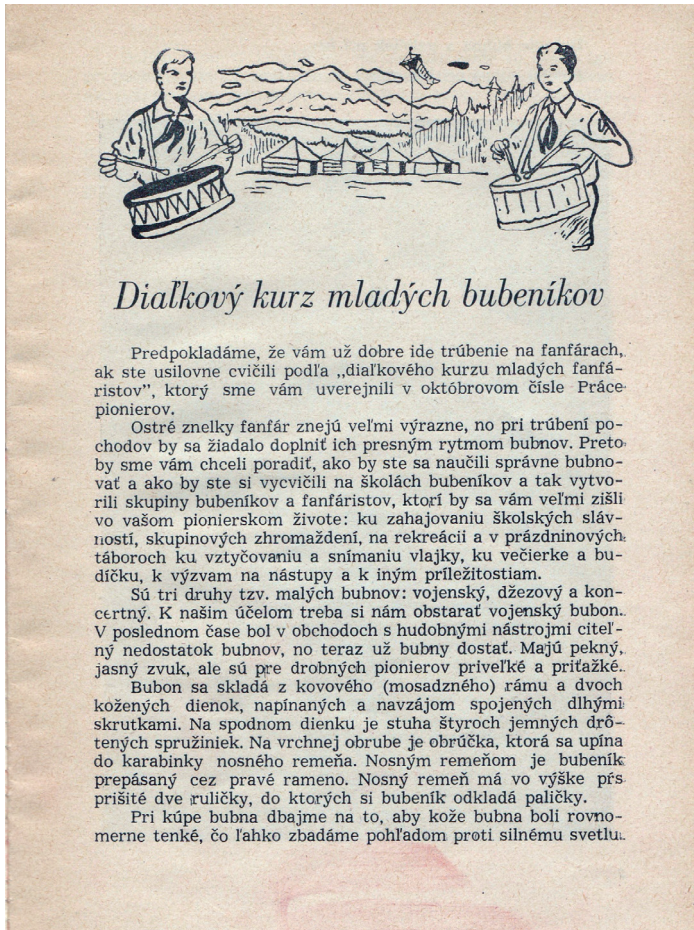 Diaľkový kurz mladých bubeníkov
Predpokladáme, že vám už dobre ide trúbenie na fanfárach,
ak ste usilovne cvičili podľa „diaľkového kurzu mladých fanfá-
ristov", ktorý sme vám uverejnili v októbrovom čísle Práce
pionierov.
Ostré znelky fanfár znejú veľmi výrazne, no pri trúbení po-
chodov by sa žiadalo doplniť ich presným rytmom bubnov. Preto
by sme vám chceli poradiť, ako by ste sa naučili správne bubno-
vať a ako by ste si vycvičili na školách bubeníkov a tak vytvo-
rili skupiny bubeníkov a fanfáristov, ktorí by sa vám veľmi zišli
vo vašom pionierskom živote: ku zahajovaniu školských sláv-
ností, skupinových zhromaždení, na rekreácii a v prázdninových
táboroch ku vztyčovaniu a snímaniu vlajky, ku večierke a bu-
díčku, k výzvam na nástupy a k iným príležitostiam.
Sú tri druhy tzv. malých bubnov: vojenský, džezový a kon-
certný. K našim účelom treba si nám obstarať vojenský bubon.
V poslednom čase bol v obchodoch s hudobnými nástrojmi citeľ-
ný nedostatok bubnov, no teraz už bubny dostať. Majú pekný,
jasný zvuk, ale sú pre drobných pionierov priveľké a priťažké.
Bubon sa skladá z kovového (mosadzného) rámu a dvoch
kožených dienok, napínaných a navzájom spojených dlhými
skrutkami. Na spodnom dienku je stuha štyroch jemných drô-
tených spružiniek. Na vrchnej obrube je obrúčka, ktorá sa upína
do karabinky nosného remeňa. Nosným remeňom je bubeník
prepásaný cez pravé rameno. Nosný remeň má vo výške pŕs
prišité dve ruličky, do ktorých si bubeník odkladá paličky.
Pri kúpe bubna dbajme na to, aby kože bubna boli rovno-
merne tenké, čo ľahko zbadáme pohľadom proti silnému svetlu.